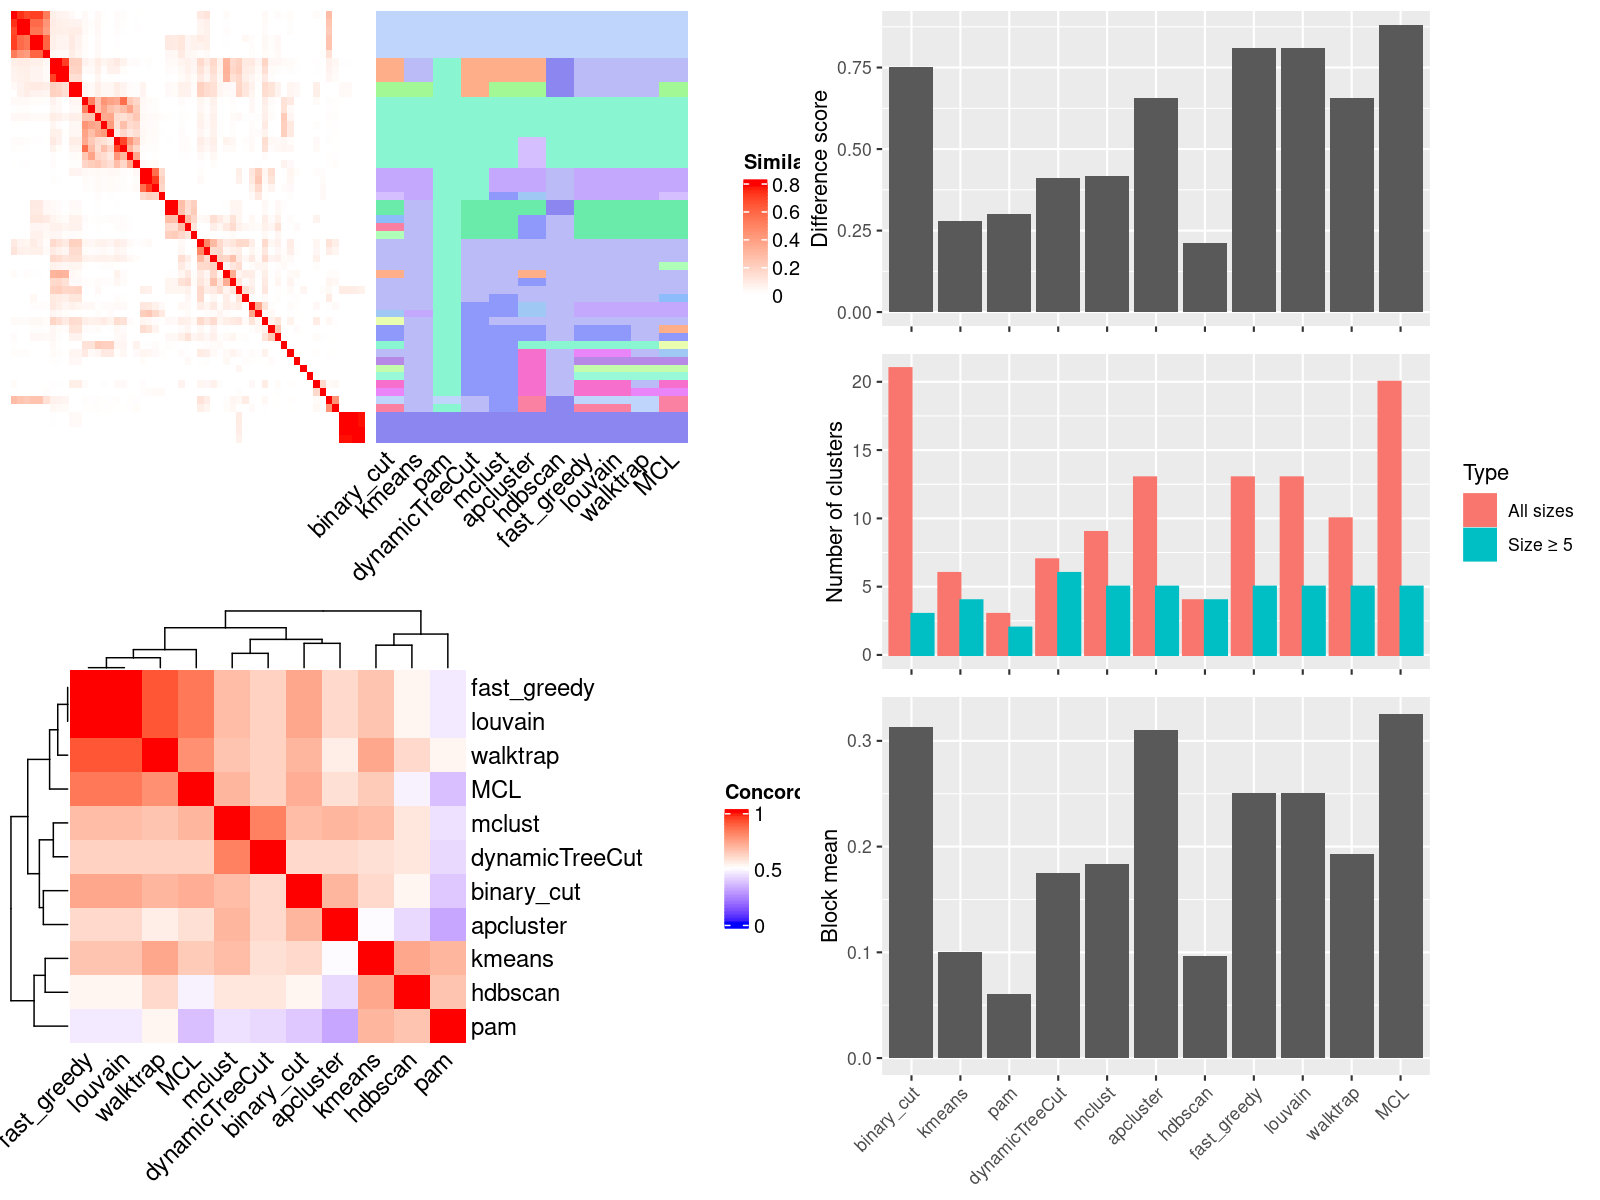 Simila
0.8
0.6
0.4
0.2
0
binary_cut
kmeans
pam
dynamicTreeCut
mclust
apcluster
hdbscan
fast_greedy
louvain
walktrap
MCL
Difference score
0.75
0.50
0.25
0.00
Number of clusters
20
15
10
5
0
Type
All sizes
Size ≥ 5
fast_greedy
louvain
walktrap
MCL
mclust
dynamicTreeCut
binary_cut
apcluster
kmeans
hdbscan
pam
fast_greedy
louvain
walktrap
MCL
mclust
dynamicTreeCut
binary_cut
apcluster
kmeans
hdbscan
pam
Concord
1
0.5
0
Block mean
0.3
0.2
0.1
0.0
binary_cut
kmeans
pam
dynamicTreeCut
mclust
apcluster
hdbscan
fast_greedy
louvain
walktrap
MCL